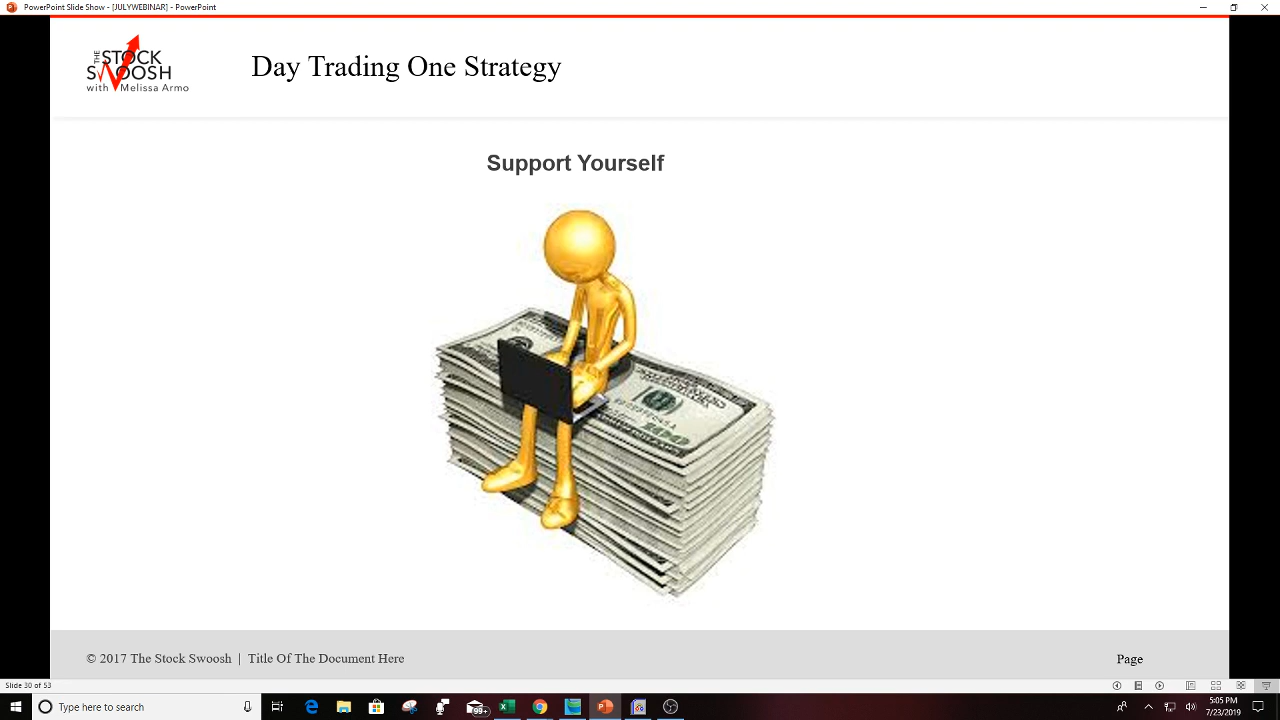 PowerPoint Slide Show - [JULYWEBINAR] - PowerPoint
THE
STOCK
SWOOSH
with Melissa Armo
Day Trading One Strategy
Support Yourself
100
© 2017 The Stock Swoosh | Title Of The Document Here
Page
Slide 30 of 53
Type here to search
99+
5:05 PM
7/23/2019